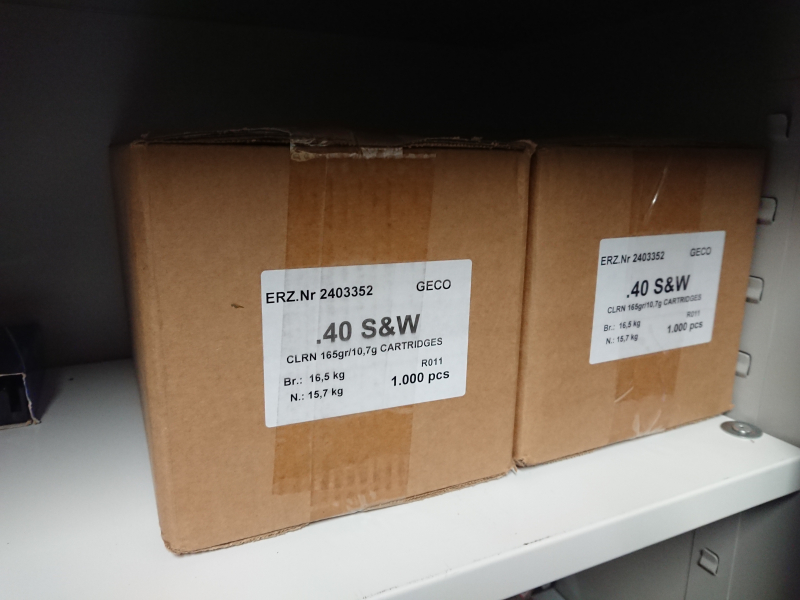 ERZ.Nr 2403352 GECO
.40 S&W
CLRN 165gr/10,7g CARTRIDGES
R011
Br.: 16,5 kg
1.000 pcs
N.: 15,7 kg
ERZ.Nr 2403352 GECO
.40 S&W
CLRN 165gr/10,7g CARTRIDGES
R011
Br.: 16,5 kg
1.000 pcs
N.: 15,7 kg